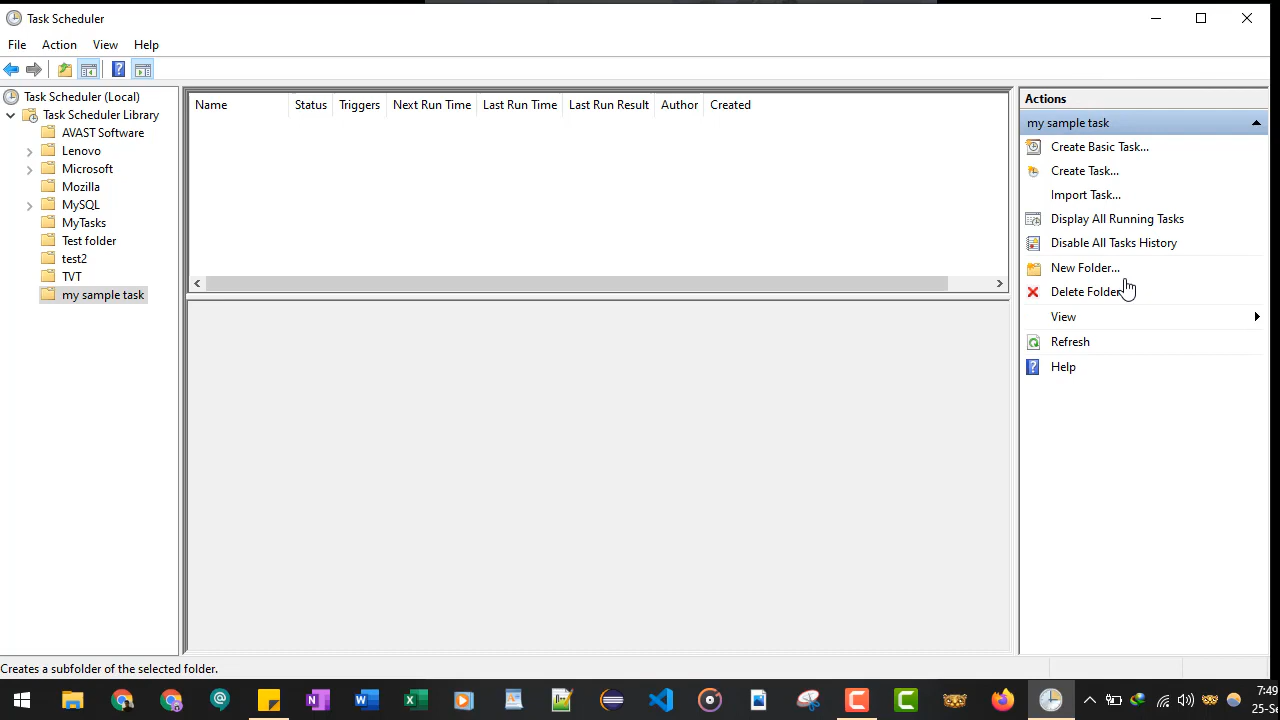 Task Scheduler
File Action View Help
Task Scheduler (Local)
Task Scheduler Library
AVAST Software
Lenovo
Microsoft
Mozilla
MySQL
MyTasks
Test folder
test2
TVT
my sample task
Name Status Triggers Next Run Time Last Run Time Last Run Result Author Created
Actions
my sample task
Create Basic Task...
Create Task...
Import Task...
Display All Running Tasks
Disable All Tasks History
New Folder...
Delete Folder
View
Refresh
Help
Creates a subfolder of the selected folder.
7:49
25-Se